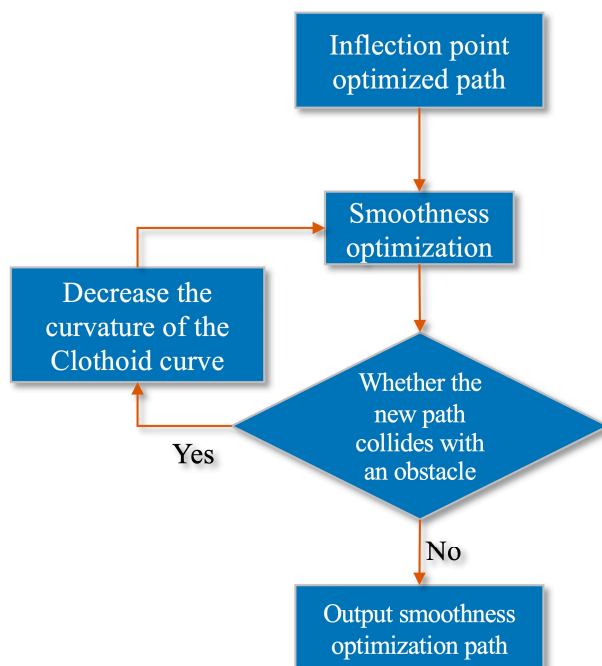 Inflection point
optimized path
Smoothness
optimization
Decrease the
curvature of the
Clothoid curve
Whether the
new path
collides with
an obstacle
Yes
No
Output smoothness
optimization path